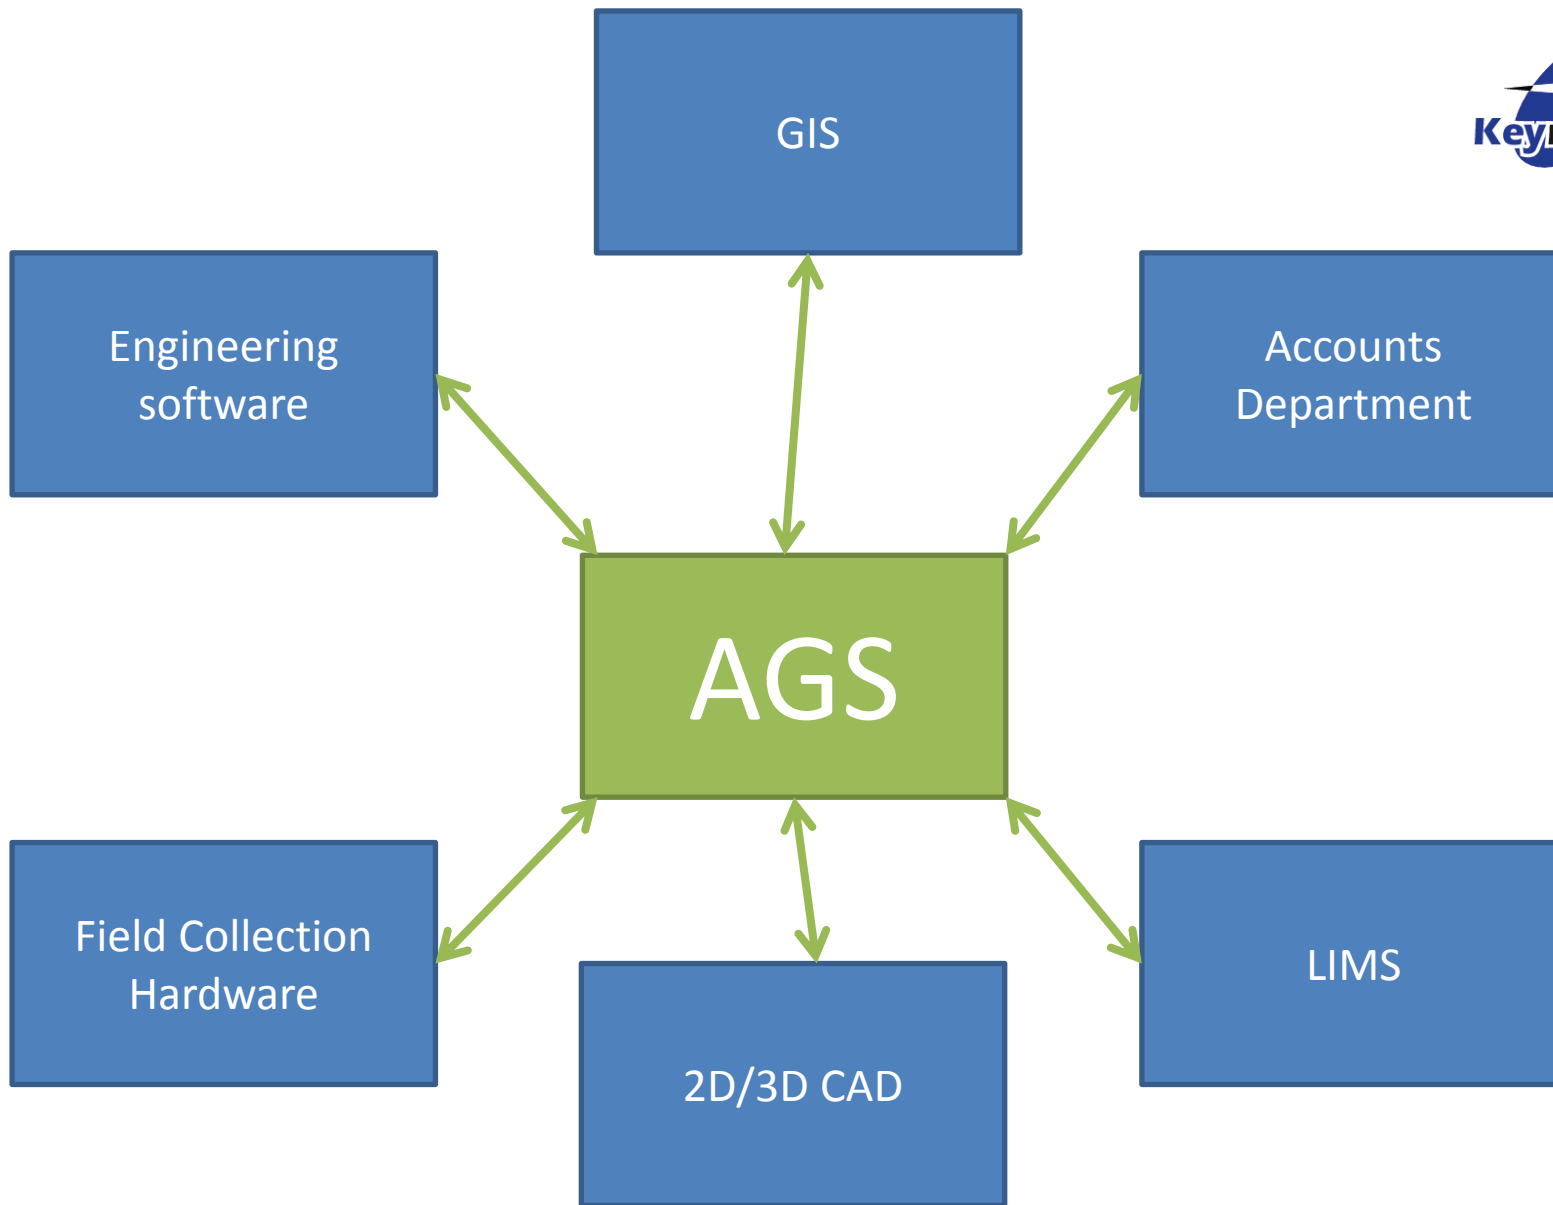 GIS
Engineering
software
Accounts
Department
AGS
Field Collection
Hardware
LIMS
2D/3D CAD